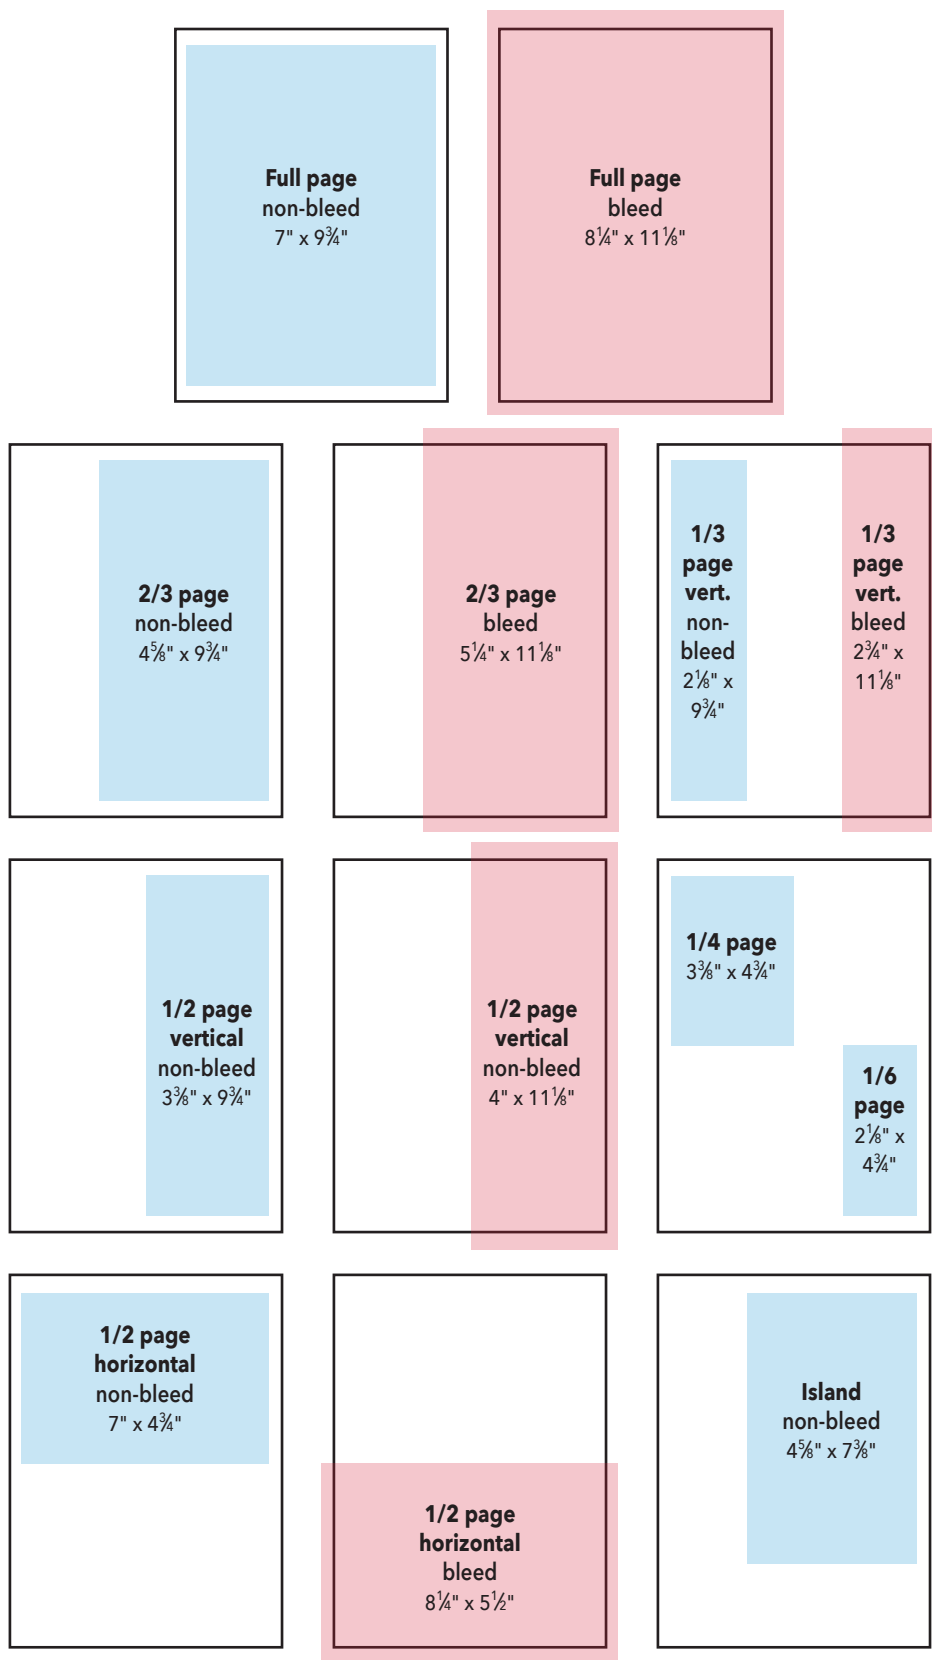 Full page
non-bleed
7" x 9¾"
Full page
bleed
8¼" x 11⅛"
2/3 page
non-bleed
4⅝" x 9¾"
2/3 page
bleed
5¼" x 11⅛"
1/3
page
vert.
non-
bleed
2⅛" x
9¾"
1/3
page
vert.
bleed
2¾" x
11⅛"
1/2 page
vertical
non-bleed
3⅜" x 9¾"
1/2 page
vertical
non-bleed
4" x 11⅛"
1/4 page
3⅜" x 4¾"
1/6
page
2⅛" x
4¾"
1/2 page
horizontal
non-bleed
7" x 4¾"
1/2 page
horizontal
bleed
8¼" x 5½"
Island
non-bleed
4⅝" x 7⅜"